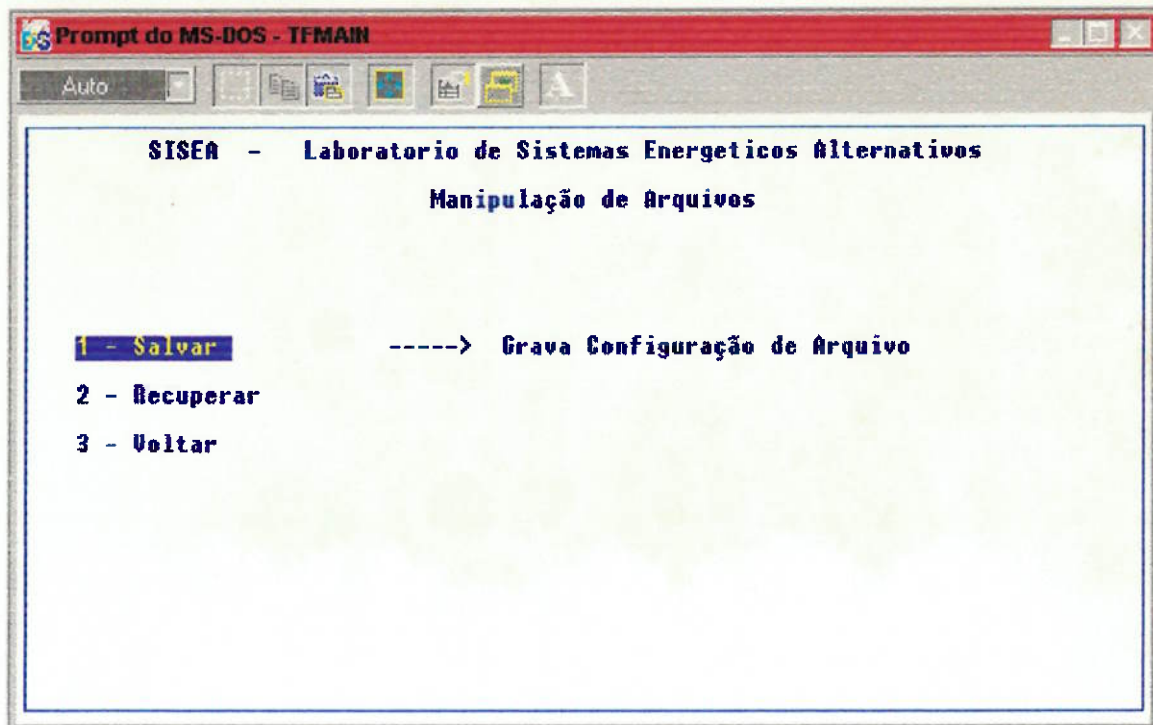 Prompt do MS-DOS - TFMAIN
Auto
A
SISEA - Laboratorio de Sistemas Energeticos Alternativos
Manipulação de Arquivos
1 - Salvar -----> Grava Configuração de Arquivo
2 - Recuperar
3 - Voltar